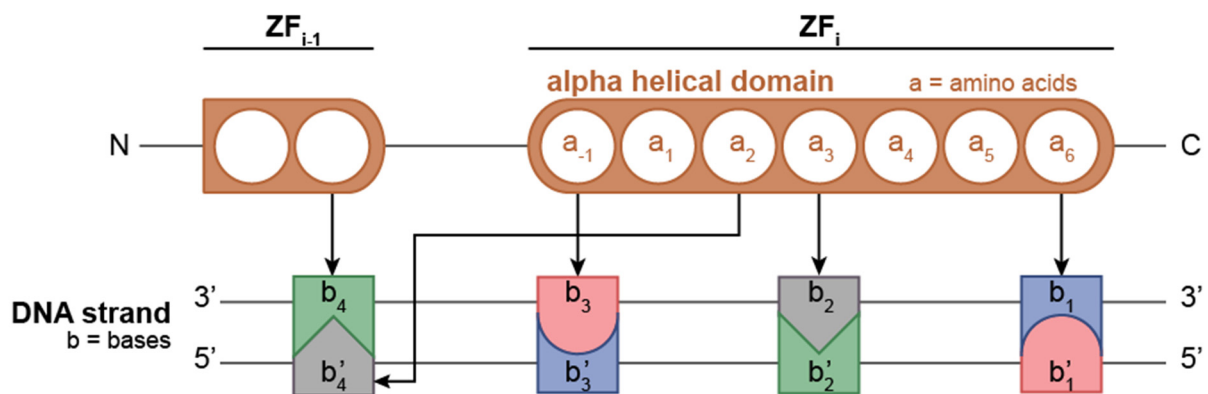 ZFi-1 ZFi
alpha helical domain a = amino acids
N a-1 a1 a2 a3 a4 a5 a6 C
3’ b4 b3 b2 b1 3’
DNA strand
b = bases
5’ b’4 b’3 b’2 b’1 5’